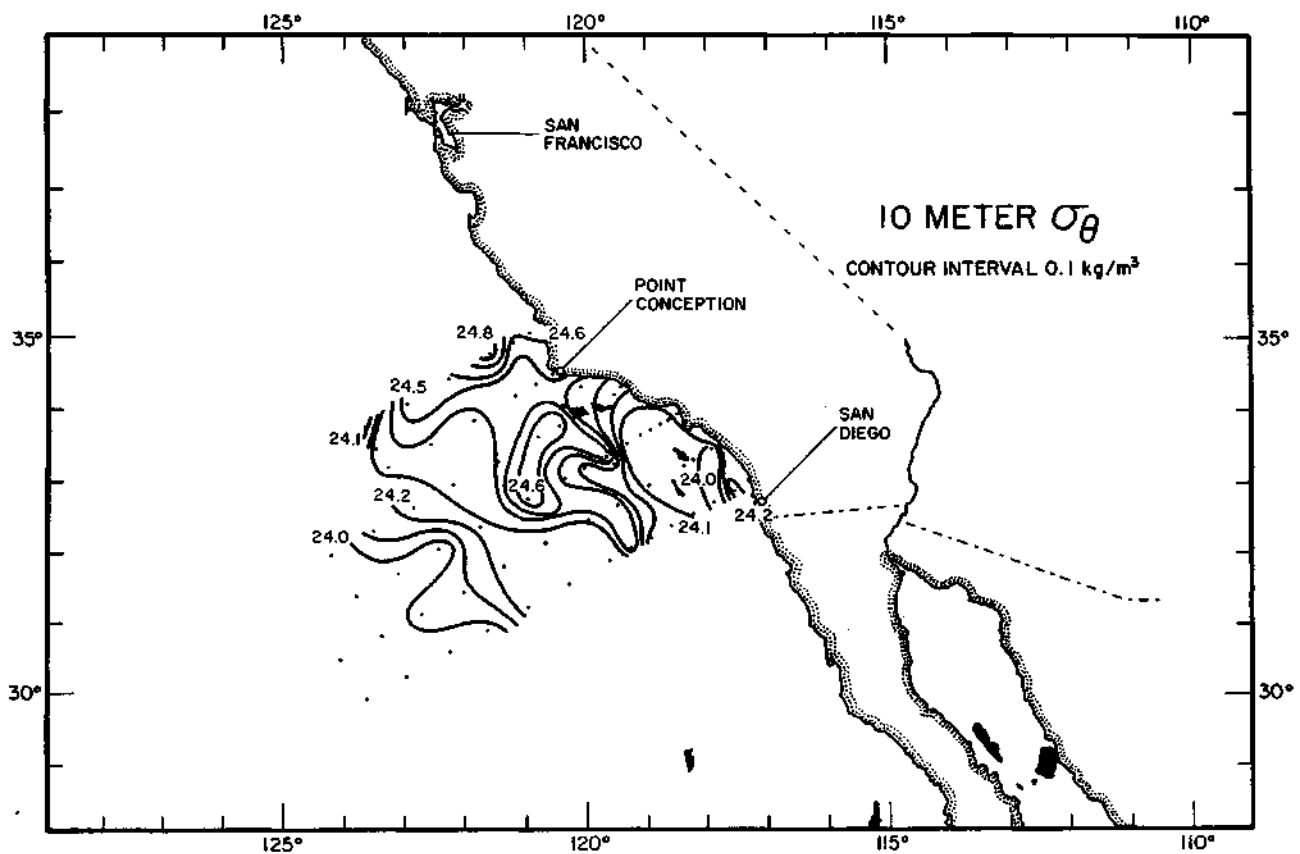 125°
120°
115°
110°
SAN
FRANCISCO
10 METER σθ
CONTOUR INTERVAL 0.1 kg/m³
POINT
CONCEPTION
35°
24.8
24.6
35°
24.5
SAN
DIEGO
24.1
24.6
24.0
24.2
24.2
24.1
24.0
30°
30°
125°
120°
115°
110°